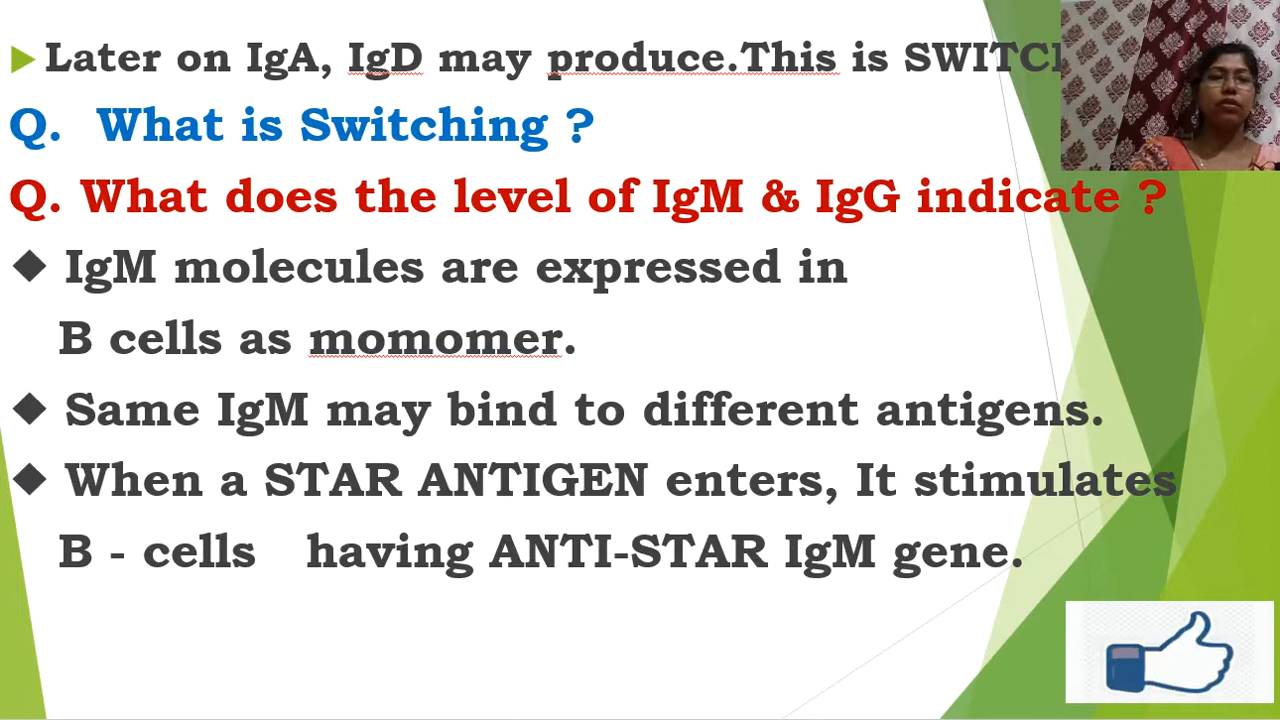 Later on IgA, IgD may produce.This is
Q. What is Switching ?
Q. What does the level of IgM & IgG indicate ?
IgM molecules are expressed in
B cells as momomer.
Same IgM may bind to different antigens.
When a STAR ANTIGEN enters, It stimulates
B - cells having ANTI-STAR IgM gene.